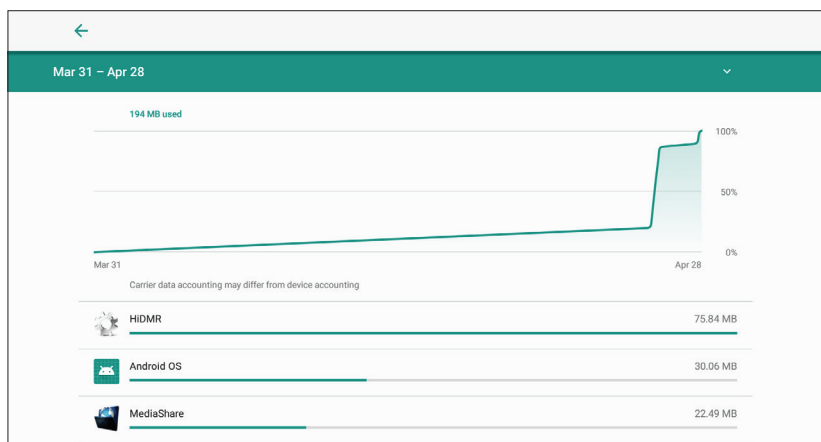 Mar 31 – Apr 28
194 MB used
100%
50%
0%
Mar 31
Apr 28
Carrier data accounting may differ from device accounting
HiDMR 75.84 MB
Android OS 30.06 MB
MediaShare 22.49 MB